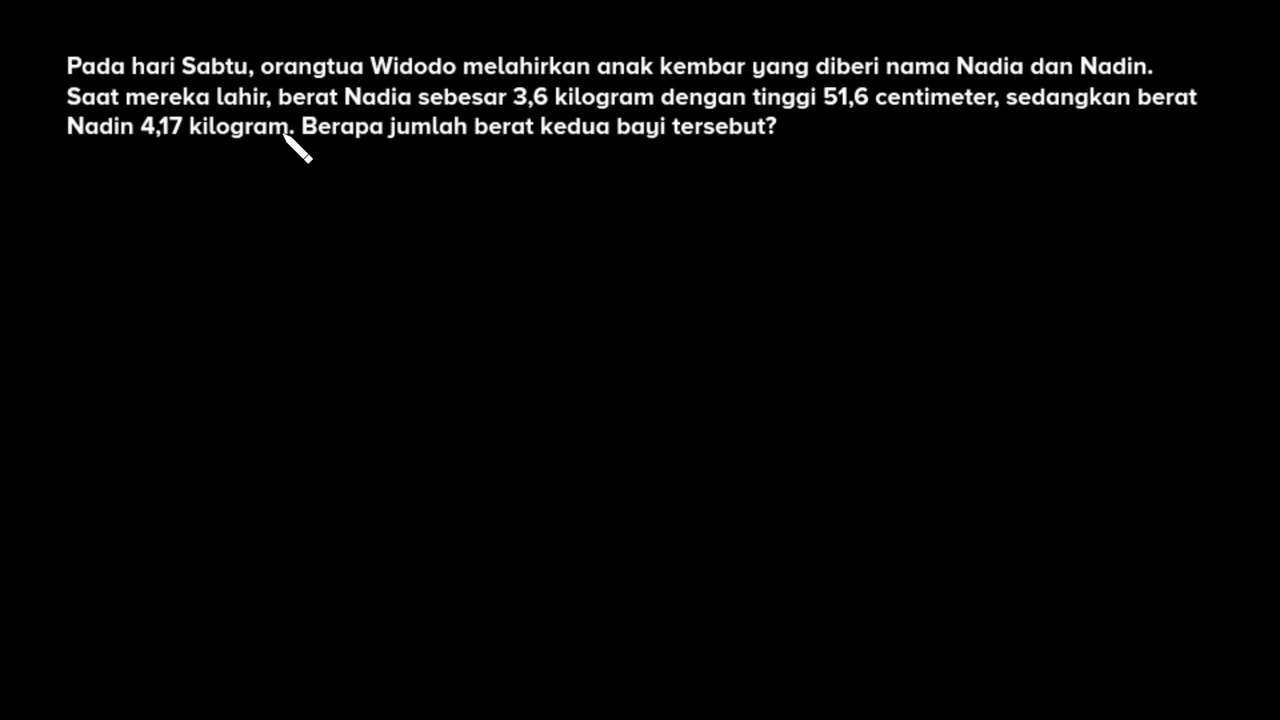 Pada hari Sabtu, orangtua Widodo melahirkan anak kembar yang diberi nama Nadia dan Nadin.
Saat mereka lahir, berat Nadia sebesar 3,6 kilogram dengan tinggi 51,6 centimeter, sedangkan berat
Nadin 4,17 kilogram. Berapa jumlah berat kedua bayi tersebut?